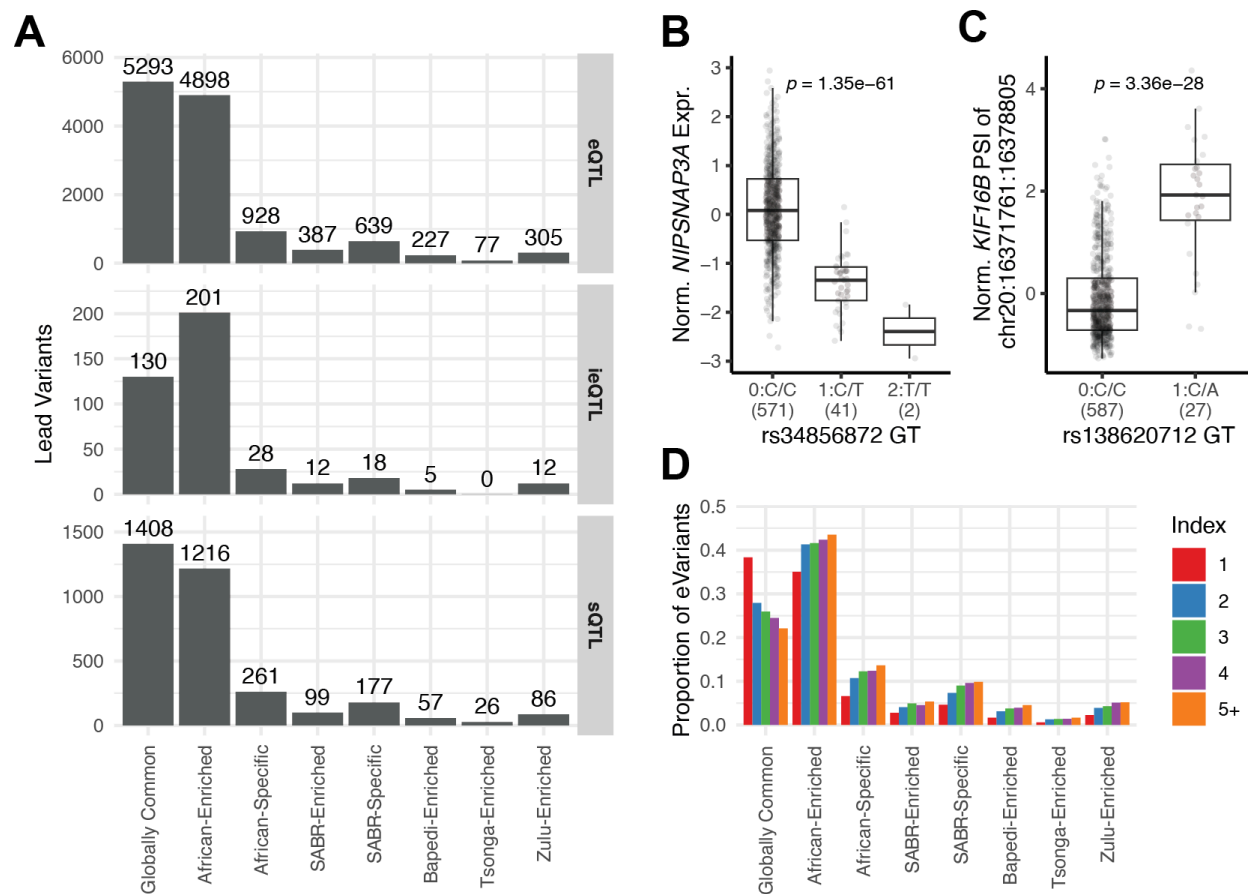 A
Lead Variants
6000
4000
2000
0
5293
4898
928
387
639
227
77
305
eQTL
200
150
100
50
0
130
201
28
12
18
5
0
12
ieQTL
1500
1000
500
0
1408
1216
261
99
177
57
26
86
sQTL
Globally Common
African-Enriched
African-Specific
SABR-Enriched
SABR-Specific
Bapedi-Enriched
Tsonga-Enriched
Zulu-Enriched
B
Norm. NIPSNAP3A Expr.
3
2
1
0
−1
−2
−3
p = 1.35e−61
0:C/C 1:C/T 2:T/T
(571) (41) (2)
rs34856872 GT
C
Norm. KIF16B PSI of
chr20:16371761:16378805
4
2
0
p = 3.36e−28
0:C/C 1:C/A
(587) (27)
rs138620712 GT
D
Proportion of eVariants
0.5
0.4
0.3
0.2
0.1
0.0
Globally Common
African-Enriched
African-Specific
SABR-Enriched
SABR-Specific
Bapedi-Enriched
Tsonga-Enriched
Zulu-Enriched
Index
1
2
3
4
5+